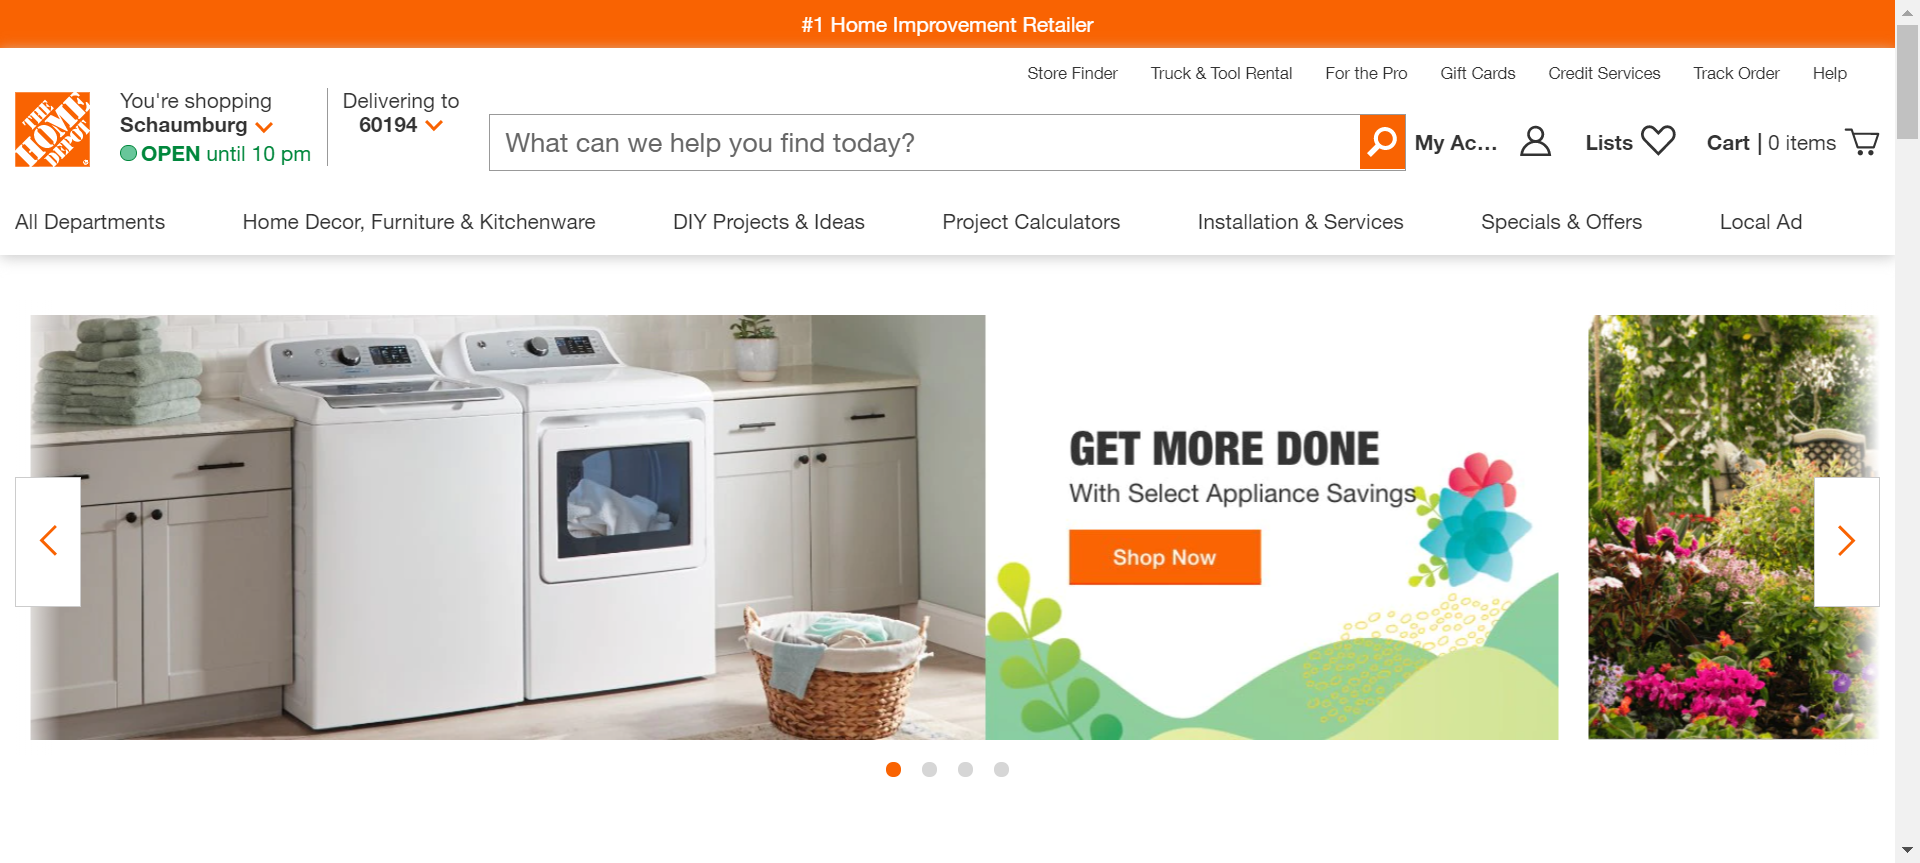 #1 Home Improvement Retailer
Store Finder
Truck & Tool Rental
For the Pro
Gift Cards
Credit Services
Track Order
Help
THE
HOME
DEPOT
You're shopping
Schaumburg
OPEN until 10 pm
Delivering to
60194
What can we help you find today?
My Ac...
Lists
Cart | 0 items
All Departments
Home Decor, Furniture & Kitchenware
DIY Projects & Ideas
Project Calculators
Installation & Services
Specials & Offers
Local Ad
GET MORE DONE
With Select Appliance Savings
Shop Now